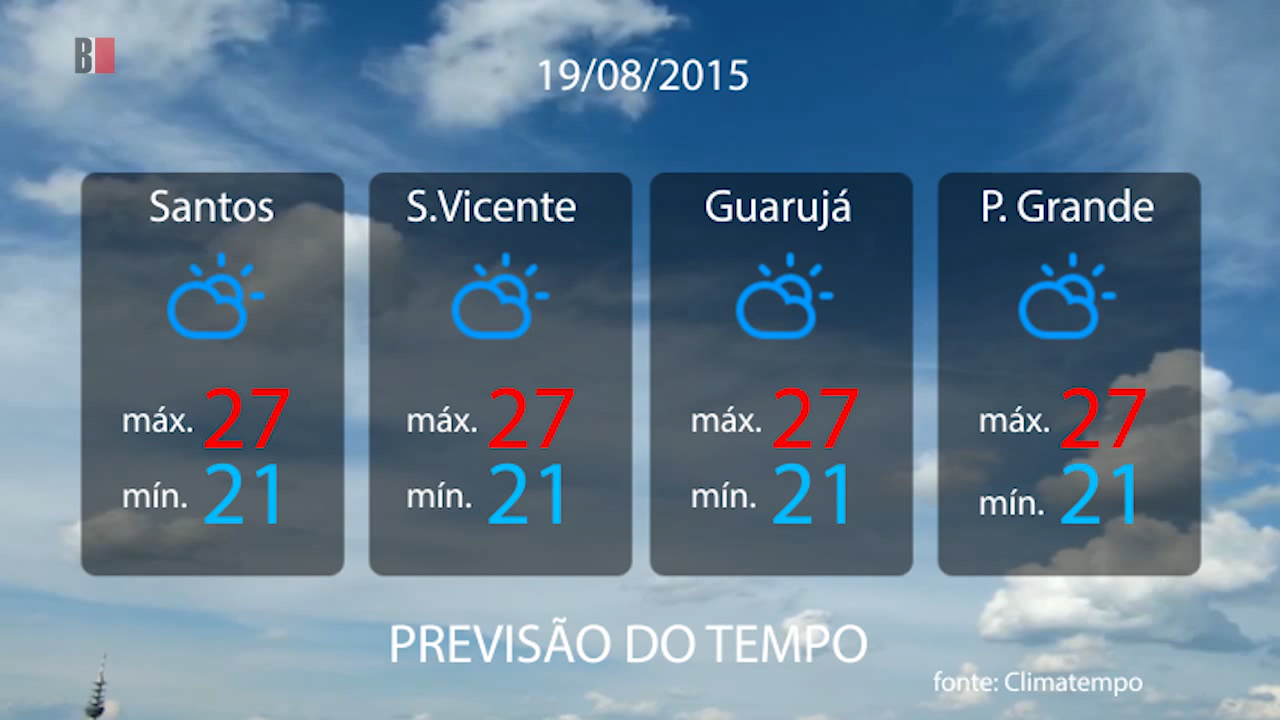 B
19/08/2015
Santos
máx. 27
mín. 21
S.Vicente
máx. 27
mín. 21
Guarujá
máx. 27
mín. 21
P. Grande
máx. 27
mín. 21
PREVISÃO DO TEMPO
fonte: Climatempo